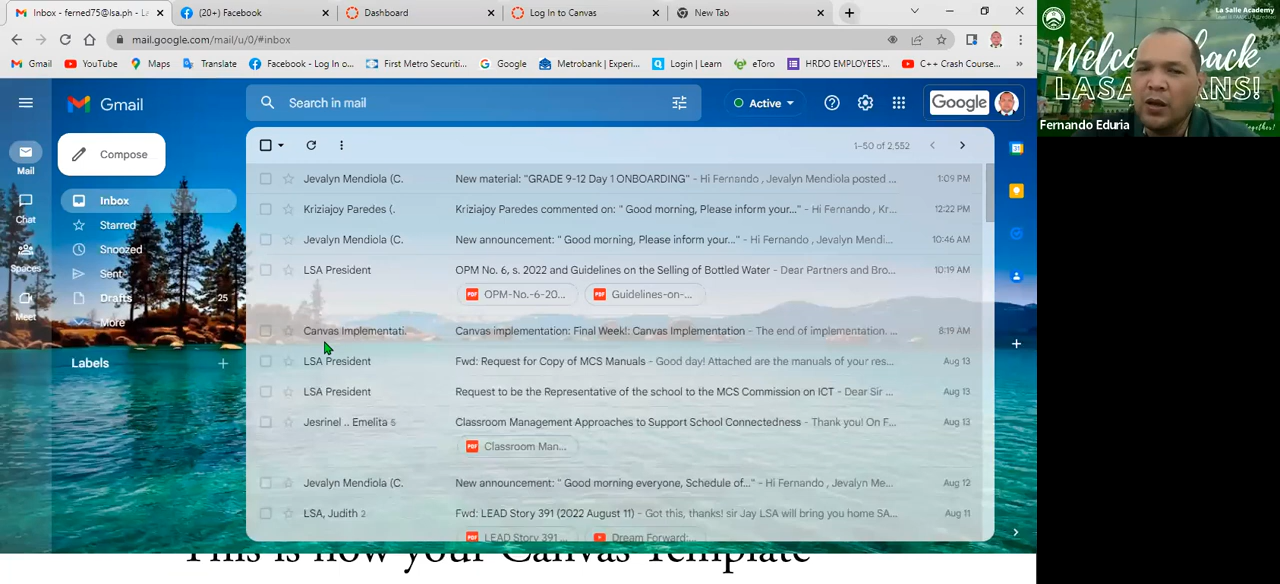 Inbox - ferned75@lsa.ph - La
(20+) Facebook
Dashboard
Log In to Canvas
New Tab
mail.google.com/mail/u/0/#inbox
Gmail YouTube Maps Translate Facebook - Log In o... First Metro Securiti... Google Metrobank | Experi... Login | Learn eToro HRDO EMPLOYEES'... C++ Crash Course... »
Gmail
Search in mail
Active
Google
Compose
1–50 of 2,552
Mail
Chat
Spaces
Meet
Inbox
Starred
Snoozed
Sent
Drafts 25
More
Labels
Jevalyn Mendiola (C. New material: "GRADE 9-12 Day 1 ONBOARDING" - Hi Fernando , Jevalyn Mendiola posted ... 1:09 PM
Kriziajoy Paredes (. Kriziajoy Paredes commented on: " Good morning, Please inform your..." - Hi Fernando , Kr... 12:22 PM
Jevalyn Mendiola (C. New announcement: " Good morning, Please inform your..." - Hi Fernando , Jevalyn Mendi... 10:46 AM
LSA President OPM No. 6, s. 2022 and Guidelines on the Selling of Bottled Water - Dear Partners and Bro... 10:19 AM
PDF OPM-No.-6-20... PDF Guidelines-on-...
Canvas Implementati. Canvas implementation: Final Week!: Canvas Implementation - The end of implementation. ... 8:19 AM
LSA President Fwd: Request for Copy of MCS Manuals - Good day! Attached are the manuals of your res... Aug 13
LSA President Request to be the Representative of the school to the MCS Commission on ICT - Dear Sir ... Aug 13
Jesrinel .. Emelita 5 Classroom Management Approaches to Support School Connectedness - Thank you! On F... Aug 13
PDF Classroom Man...
Jevalyn Mendiola (C. New announcement: " Good morning everyone, Schedule of..." - Hi Fernando , Jevalyn Me... Aug 12
LSA, Judith 2 Fwd: LEAD Story 391 (2022 August 11) - Got this, thanks! sir Jay LSA will bring you home SA... Aug 11
PDF LEAD Story 391 ... Dream Forward:...
This is how your Canvas Template
La Salle Academy
Fernando Eduria